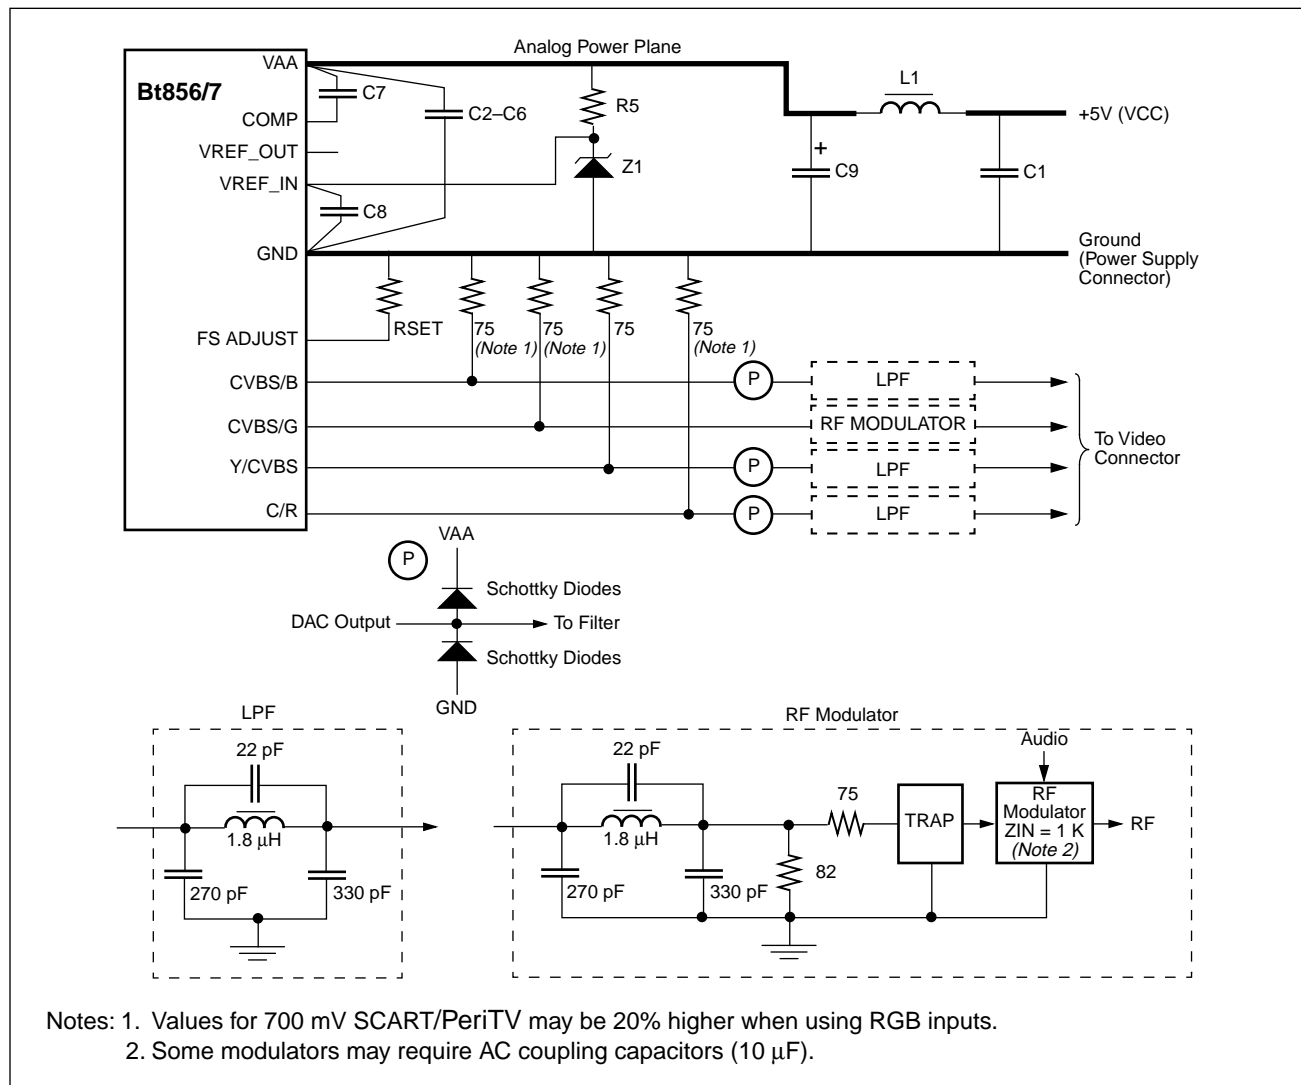 Analog Power Plane
VAA
Bt856/7
C7
C2–C6
R5
L1
+5V (VCC)
COMP
VREF_OUT
+
Z1
C9
C1
VREF_IN
C8
GND
Ground
(Power Supply
Connector)
RSET
75
(Note 1)
75
(Note 1)
75
75
(Note 1)
FS ADJUST
CVBS/B
P
LPF
CVBS/G
RF MODULATOR
To Video
Connector
Y/CVBS
P
LPF
C/R
P
LPF
P
VAA
Schottky Diodes
DAC Output
To Filter
Schottky Diodes
GND
LPF
22 pF
1.8 μH
270 pF
330 pF
RF Modulator
22 pF
1.8 μH
270 pF
330 pF
82
75
TRAP
Audio
RF
Modulator
ZIN = 1 K
(Note 2)
RF
Notes: 1. Values for 700 mV SCART/PeriTV may be 20% higher when using RGB inputs.
2. Some modulators may require AC coupling capacitors (10 μF).